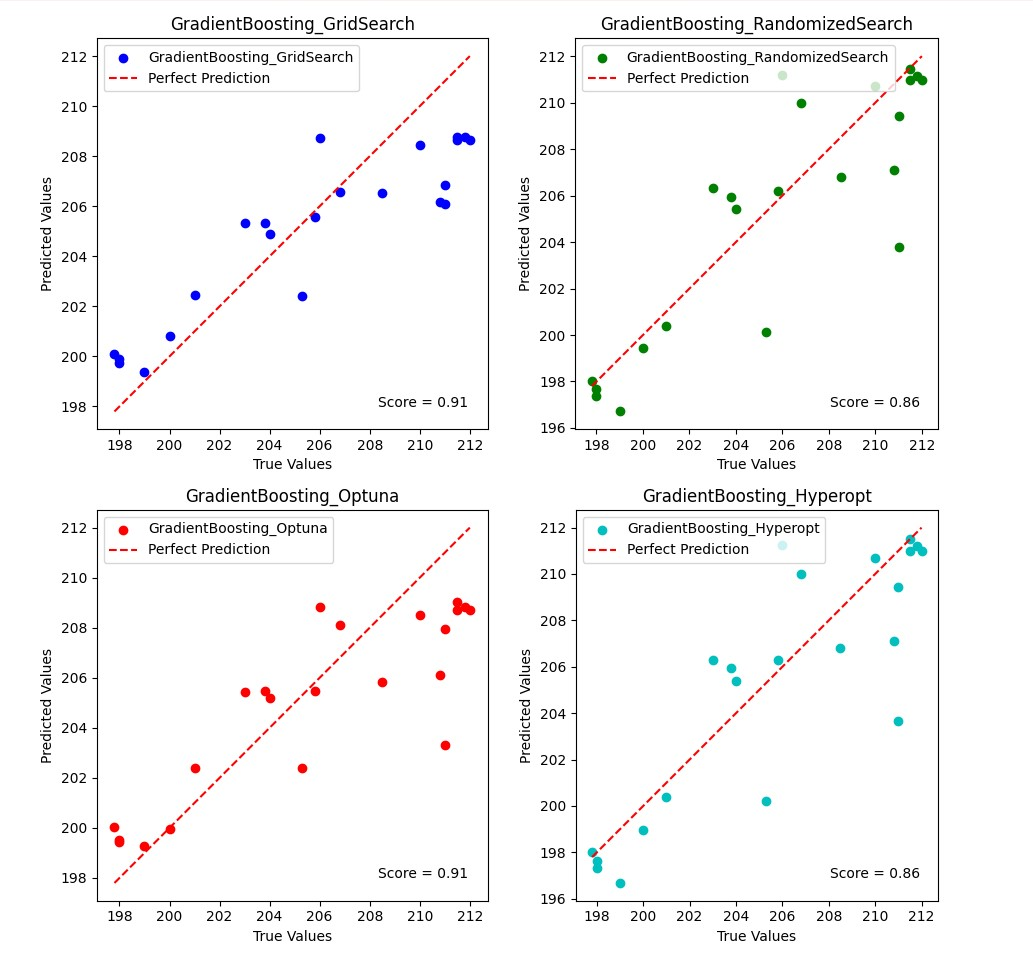 GradientBoosting_GridSearch
GradientBoosting_GridSearch
Perfect Prediction
212
210
208
206
204
202
200
198
Predicted Values
Score = 0.91
198 200 202 204 206 208 210 212
True Values
GradientBoosting_RandomizedSearch
GradientBoosting_RandomizedSearch
Perfect Prediction
212
210
208
206
204
202
200
198
196
Predicted Values
Score = 0.86
198 200 202 204 206 208 210 212
True Values
GradientBoosting_Optuna
GradientBoosting_Optuna
Perfect Prediction
212
210
208
206
204
202
200
198
Predicted Values
Score = 0.91
198 200 202 204 206 208 210 212
True Values
GradientBoosting_Hyperopt
GradientBoosting_Hyperopt
Perfect Prediction
212
210
208
206
204
202
200
198
196
Predicted Values
Score = 0.86
198 200 202 204 206 208 210 212
True Values